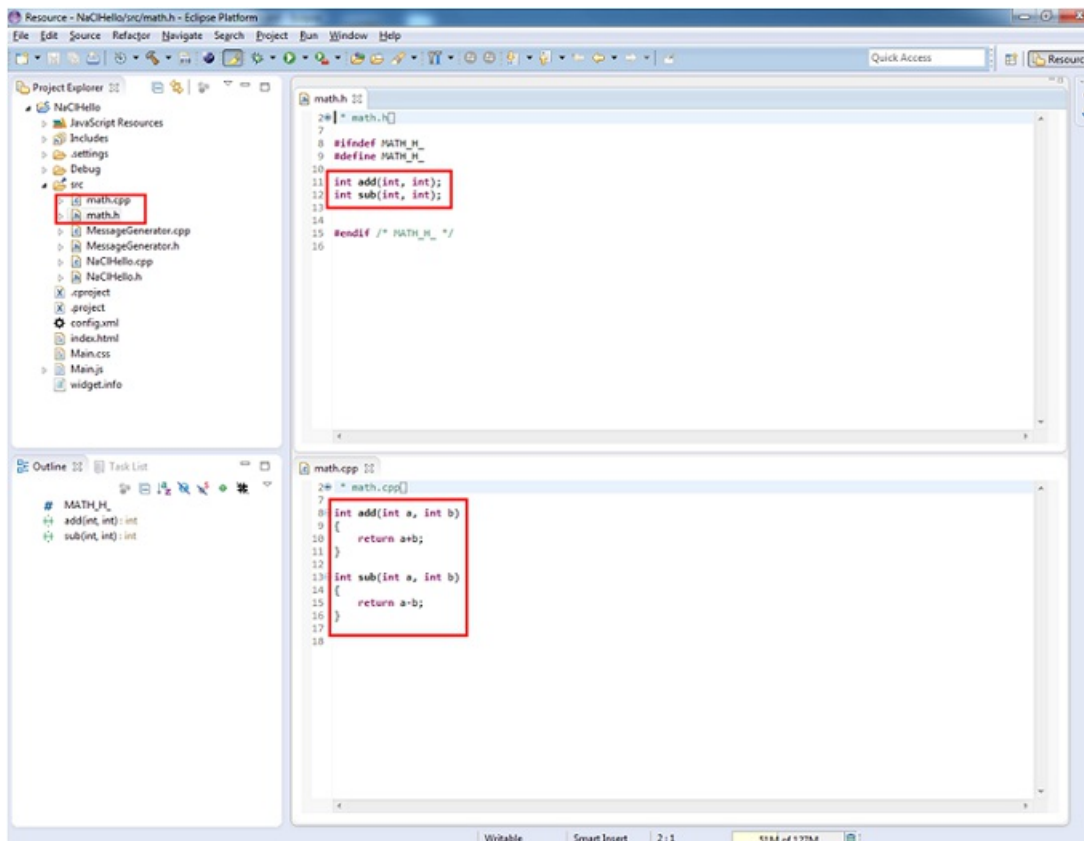 Resource - NaClHello/src/math.h - Eclipse Platform
File Edit Source Refactor Navigate Search Project Run Window Help
Quick Access
Resourc
Project Explorer
NaClHello
JavaScript Resources
Includes
.settings
Debug
src
math.cpp
math.h
MessageGenerator.cpp
MessageGenerator.h
NaClHello.cpp
NaClHello.h
.cproject
.project
config.xml
index.html
Main.css
Main.js
widget.info
math.h
2 * math.h
7
8 #ifndef MATH_H_
9 #define MATH_H_
10
11 int add(int, int);
12 int sub(int, int);
13
14
15 #endif /* MATH_H_ */
16
Outline Task List
# MATH_H_
add(int, int) : int
sub(int, int) : int
math.cpp
2 * math.cpp
7
8 int add(int a, int b)
9 {
10 return a+b;
11 }
12
13 int sub(int a, int b)
14 {
15 return a-b;
16 }
17
18
Writable Smart Insert 2 : 1 51M of 127M